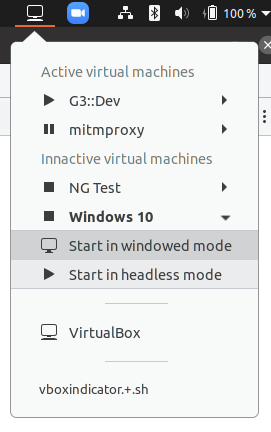 100 %
Active virtual machines
G3::Dev
mitmproxy
Innactive virtual machines
NG Test
Windows 10
Start in windowed mode
Start in headless mode
VirtualBox
vboxindicator.+.sh